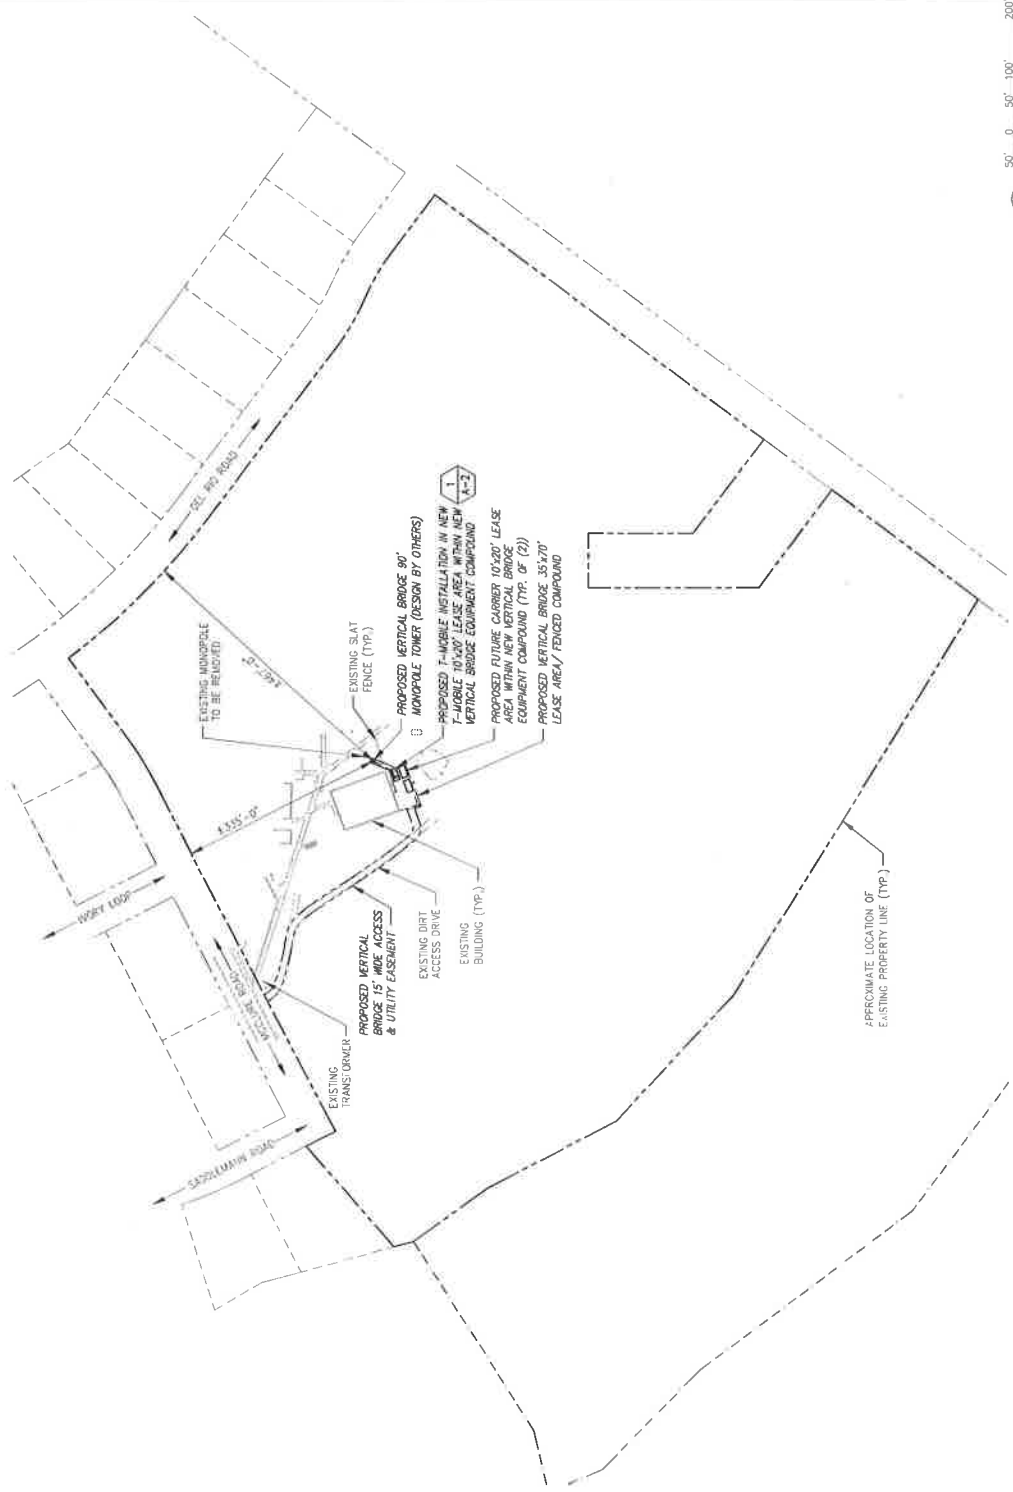 DEL RIO ROAD
EXISTING MONOPOLE
TO BE REMOVED
±467'-0"
EXISTING SLAT
FENCE (TYP.)
PROPOSED VERTICAL BRIDGE 90'
MONOPOLE TOWER (DESIGN BY OTHERS)
PROPOSED T-MOBILE INSTALLATION IN NEW
T-MOBILE 10'x20' LEASE AREA WITHIN NEW
VERTICAL BRIDGE EQUIPMENT COMPOUND
1
A-2
PROPOSED FUTURE CARRIER 10'x20' LEASE
AREA WITHIN NEW VERTICAL BRIDGE
EQUIPMENT COMPOUND (TYP. OF (2))
PROPOSED VERTICAL BRIDGE 35'x70'
LEASE AREA/ FENCED COMPOUND
±335'-0"
IVORY LOOP
MCCLURE ROAD
SADDLEMANN ROAD
EXISTING
TRANSFORMER
PROPOSED VERTICAL
BRIDGE 15' WIDE ACCESS
& UTILITY EASEMENT
EXISTING DIRT
ACCESS DRIVE
EXISTING
BUILDING (TYP.)
APPROXIMATE LOCATION OF
EXISTING PROPERTY LINE (TYP.)
50' 0 50' 100' 200'